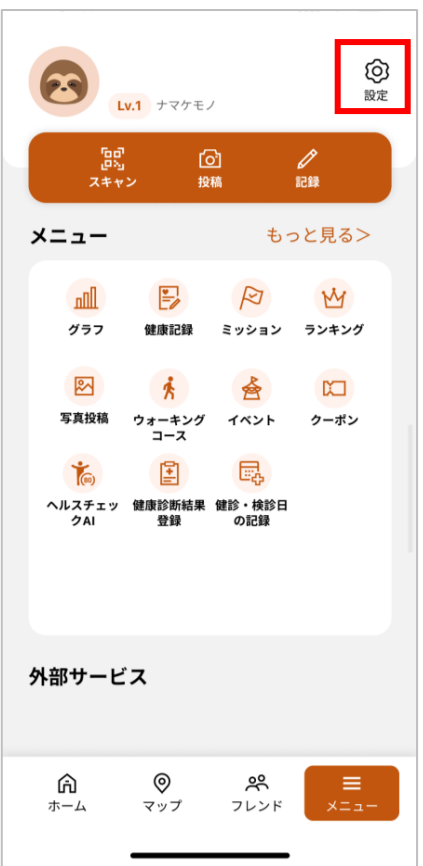 設定
Lv.1 ナマケモノ
スキャン 投稿 記録
メニュー もっと見る>
グラフ 健康記録 ミッション ランキング
写真投稿 ウォーキング イベント クーポン
コース
80
ヘルスチェッ 健康診断結果 健診・検診日
クAI 登録 の記録
外部サービス
ホーム マップ フレンド メニュー